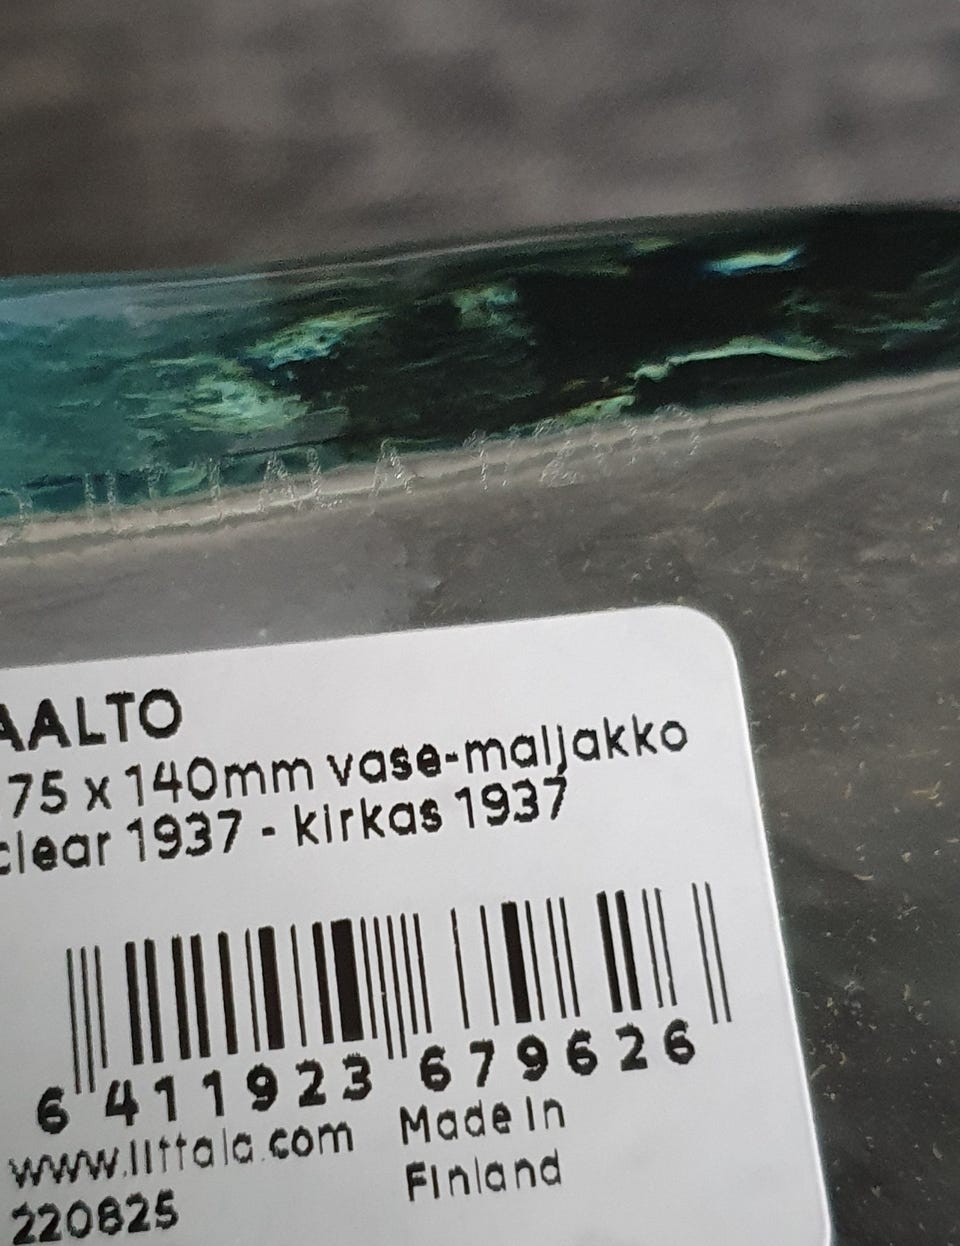 IITTALA
AALTO
75 x 140mm vase-maljakko
clear 1937 - kirkas 1937
6 411923 679626
www.iittala.com Made in
Finland
220825